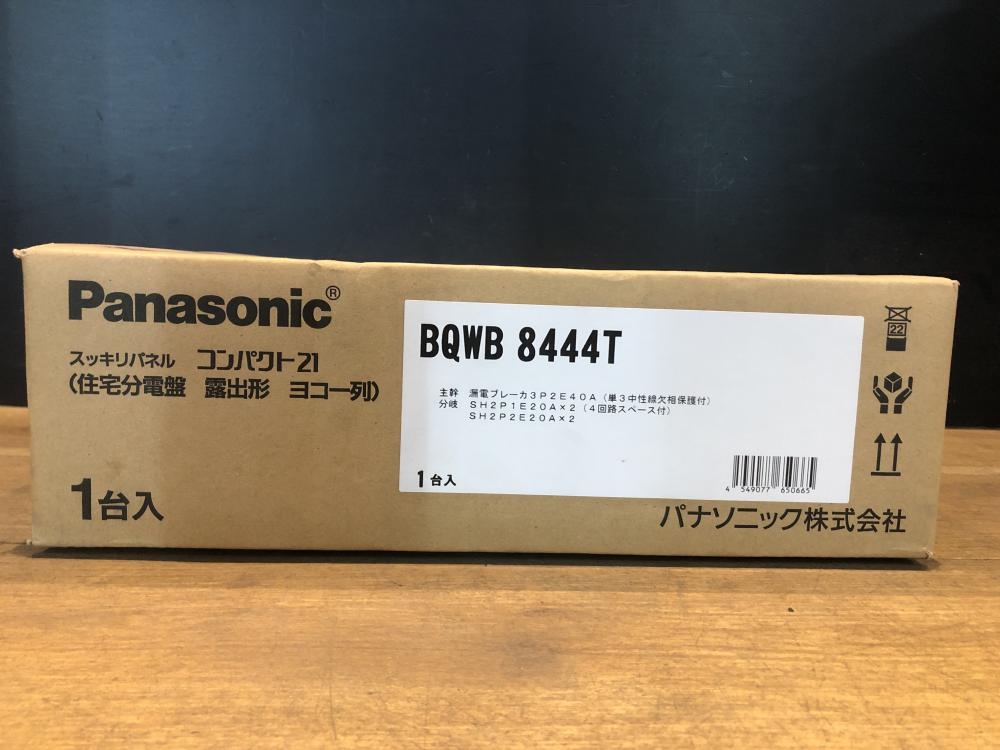 Panasonic®
スッキリパネル コンパクト21
(住宅分電盤 露出形 ヨコ一列)
1台入
BQWB 8444T
主幹 漏電ブレーカ3P2E40A(単3中性線欠相保護付)
分岐 SH2P1E20A×2(4回路スペース付)
SH2P2E20A×2
1台入
4 549077 650665
22
パナソニック株式会社